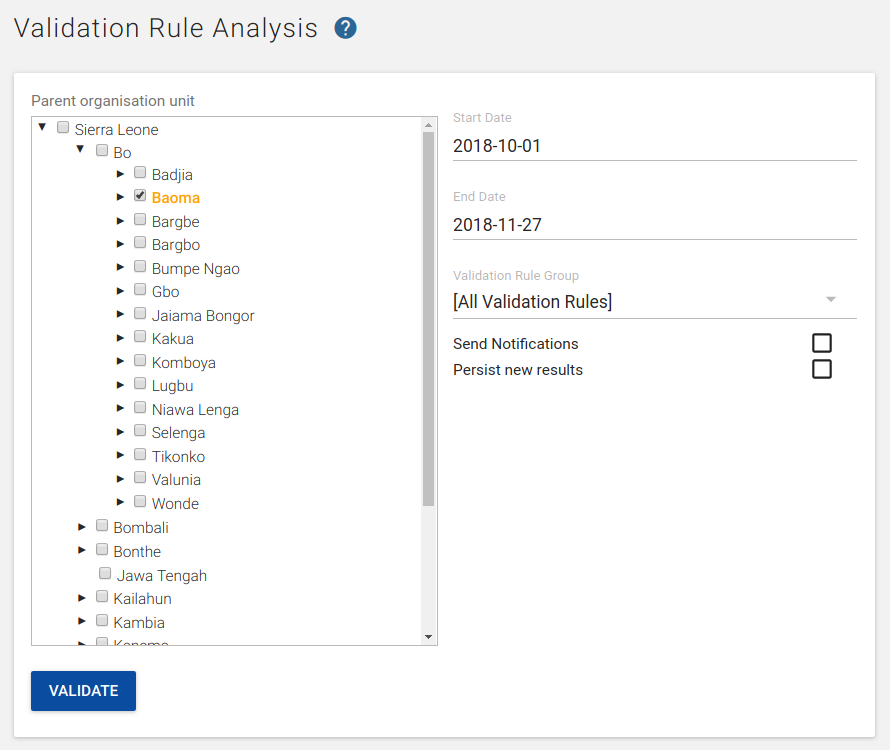 Validation Rule Analysis ?
Parent organisation unit
Sierra Leone
Bo
Badjia
Baoma
Bargbe
Bargbo
Bumpe Ngao
Gbo
Jaiama Bongor
Kakua
Komboya
Lugbu
Niawa Lenga
Selenga
Tikonko
Valunia
Wonde
Bombali
Bonthe
Jawa Tengah
Kailahun
Kambia
Start Date
2018-10-01
End Date
2018-11-27
Validation Rule Group
[All Validation Rules]
Send Notifications
Persist new results
VALIDATE